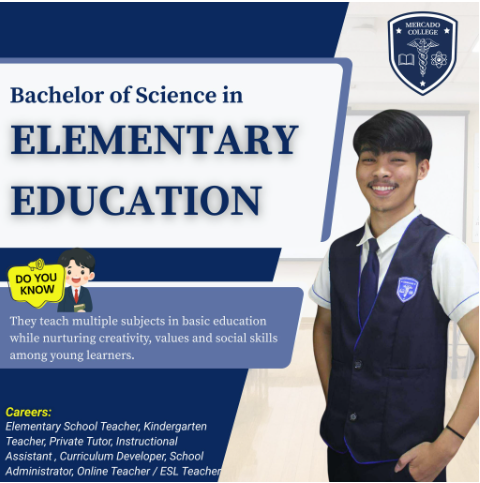 MERCADO
COLLEGE
Bachelor of Science in
ELEMENTARY
EDUCATION
DO YOU
KNOW
They teach multiple subjects in basic education
while nurturing creativity, values and social skills
among young learners.
Careers:
Elementary School Teacher, Kindergarten
Teacher, Private Tutor, Instructional
Assistant , Curriculum Developer, School
Administrator, Online Teacher / ESL Teacher